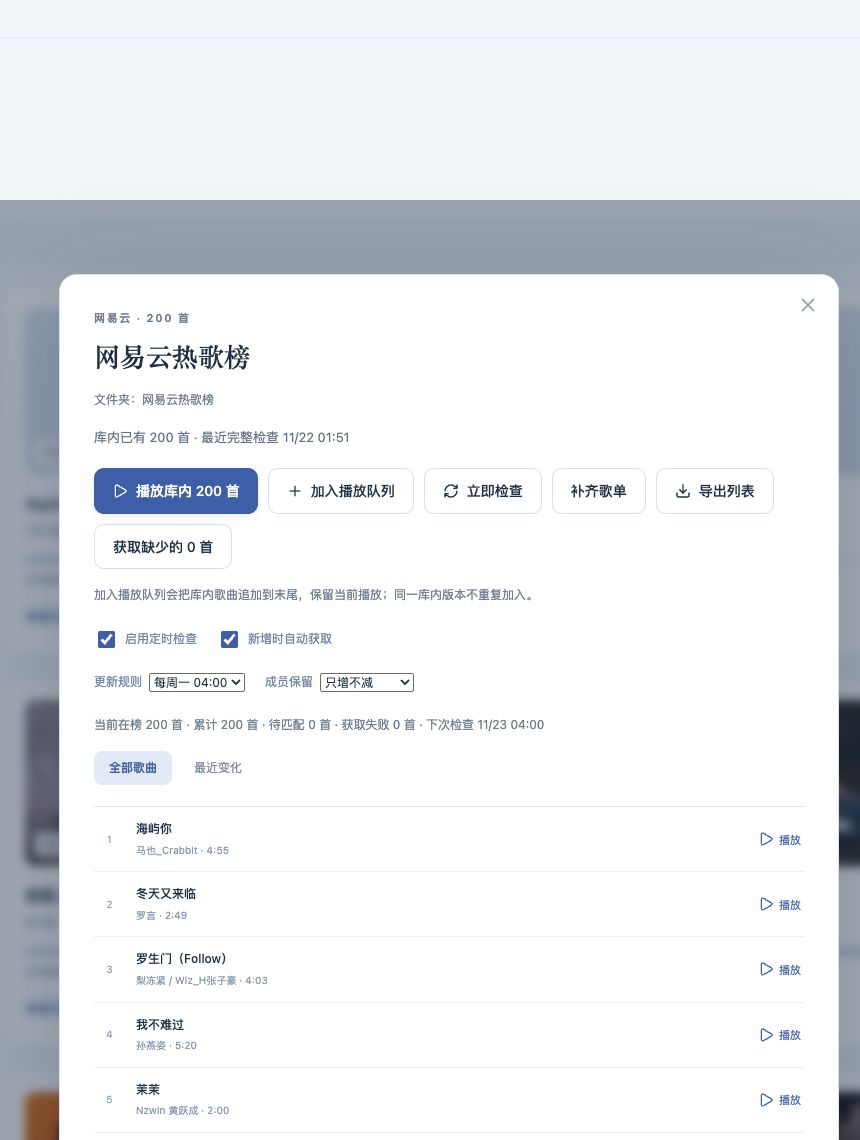 网易云 · 200 首
网易云热歌榜
文件夹：网易云热歌榜
库内已有 200 首 · 最近完整检查 11/22 01:51
播放库内 200 首 加入播放队列 立即检查 补齐歌单 导出列表
获取缺少的 0 首
加入播放队列会把库内歌曲追加到末尾，保留当前播放；同一库内版本不重复加入。
启用定时检查 新增时自动获取
更新规则 每周一 04:00 成员保留 只增不减
当前在榜 200 首 · 累计 200 首 · 待匹配 0 首 · 获取失败 0 首 · 下次检查 11/23 04:00
全部歌曲 最近变化
1 海屿你 播放
马也_Crabbit · 4:55
2 冬天又来临 播放
罗言 · 2:49
3 罗生门（Follow） 播放
梨冻紧 / Wiz_H张子豪 · 4:03
4 我不难过 播放
孙燕姿 · 5:20
5 茉茉 播放
Nzwin 黄跃成 · 2:00